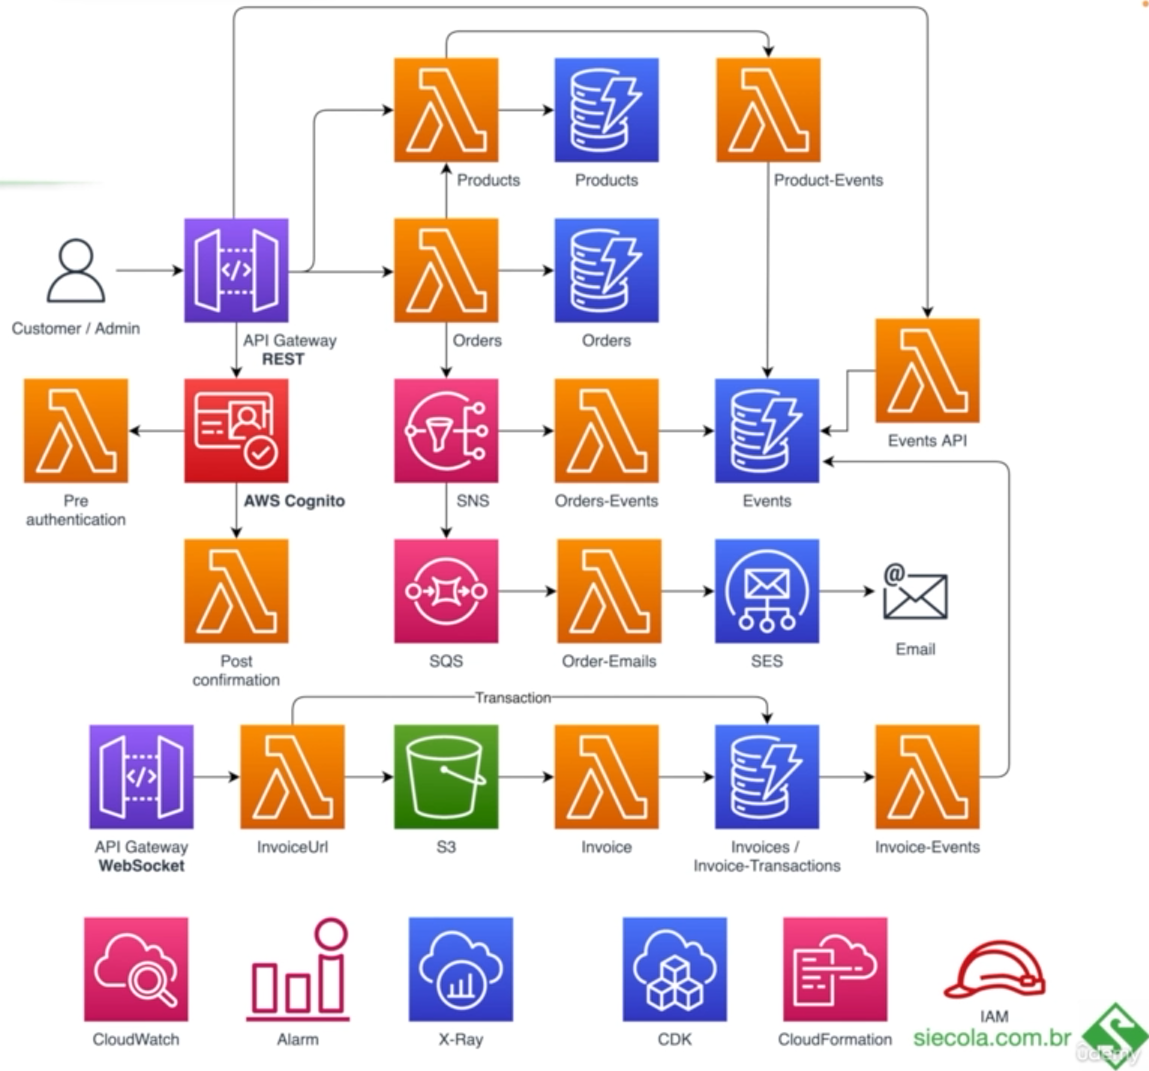 Products
Products
Product-Events
Customer / Admin
API Gateway
REST
Orders
Orders
Events API
Pre
authentication
AWS Cognito
SNS
Orders-Events
Events
@
Post
confirmation
SQS
Order-Emails
SES
Email
Transaction
API Gateway
WebSocket
InvoiceUrl
S3
Invoice
Invoices /
Invoice-Transactions
Invoice-Events
CloudWatch
Alarm
X-Ray
CDK
CloudFormation
IAM
siecola.com.br
S
ûdemy